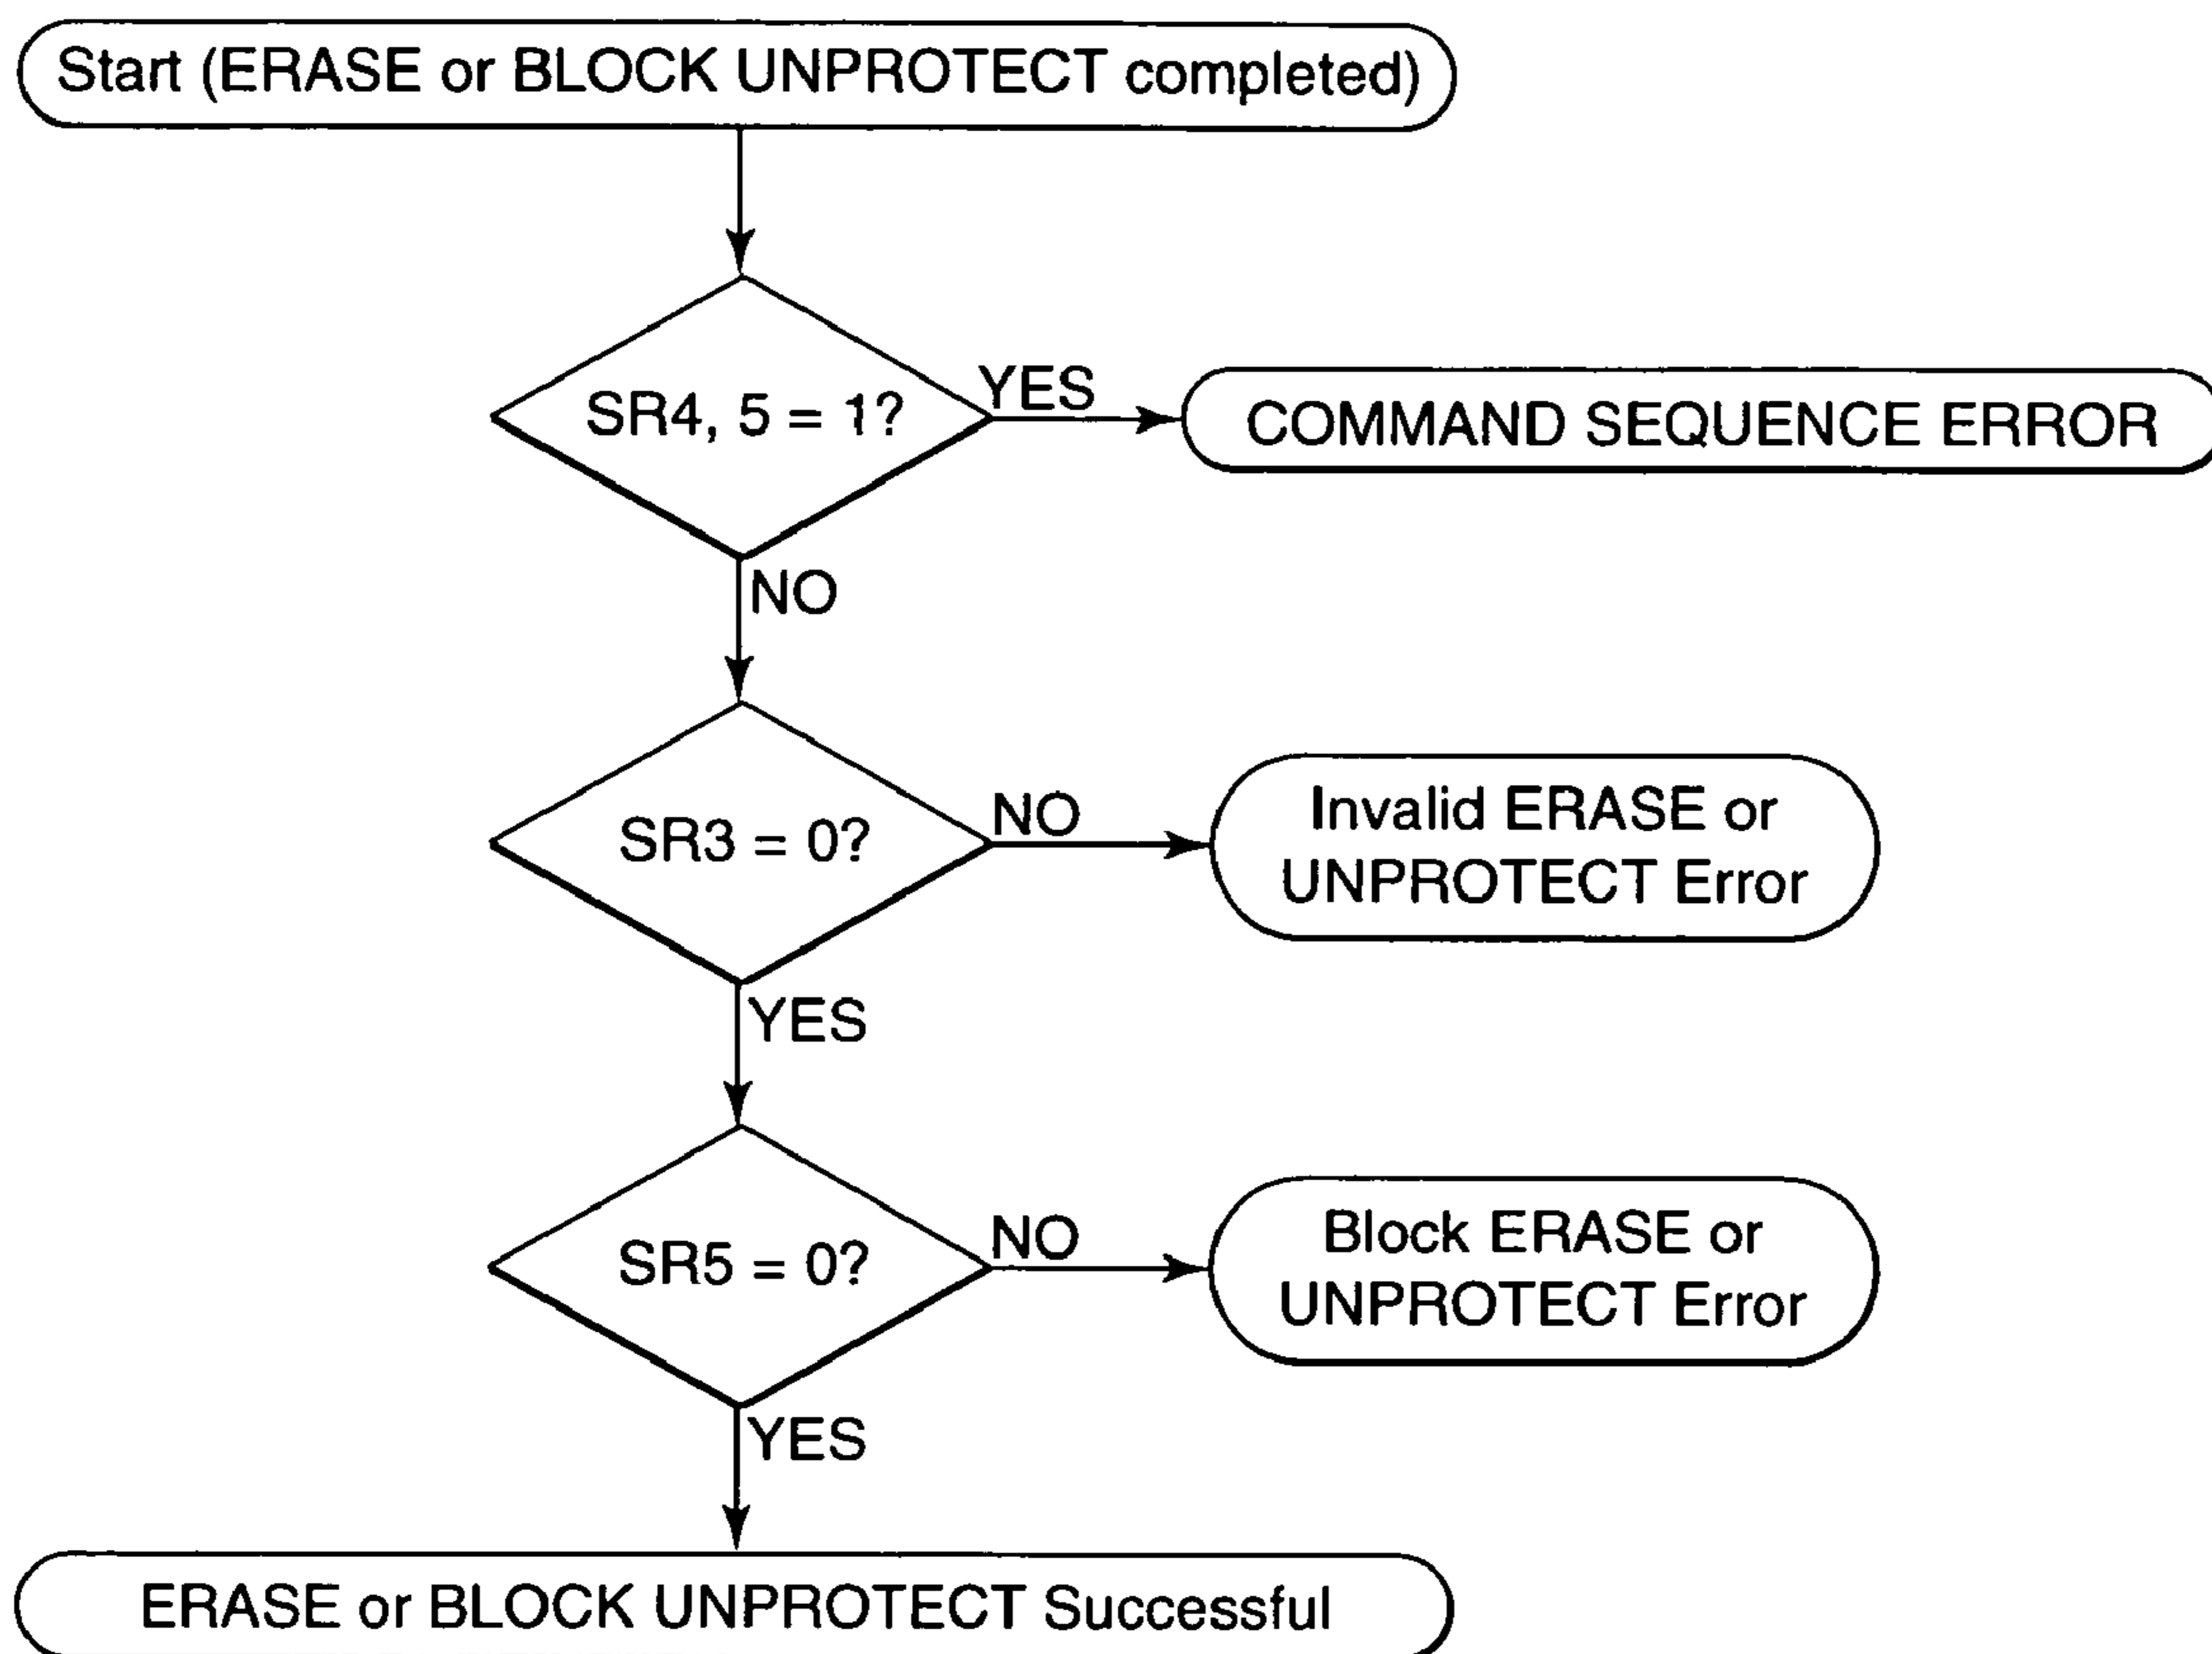 Start (ERASE or BLOCK UNPROTECT completed)
SR4, 5 = 1?
YES
COMMAND SEQUENCE ERROR
NO
SR3 = 0?
NO
Invalid ERASE or
UNPROTECT Error
YES
SR5 = 0?
NO
Block ERASE or
UNPROTECT Error
YES
ERASE or BLOCK UNPROTECT Successful